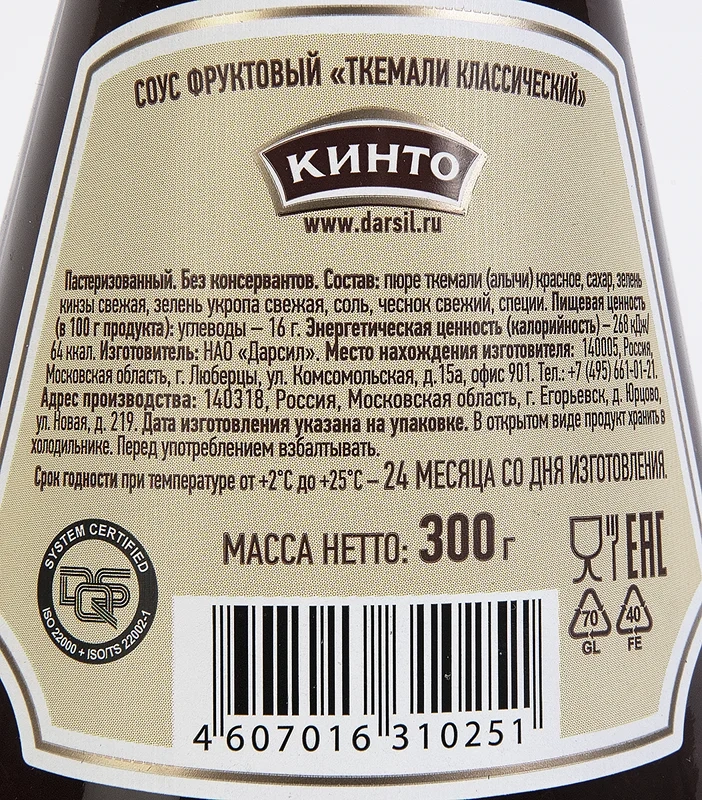 СОУС ФРУКТОВЫЙ «ТКЕМАЛИ КЛАССИЧЕСКИЙ»
КИНТО
www.darsil.ru
Пастеризованный. Без консервантов. Состав: пюре ткемали (алычи) красное, сахар, зелень
кинзы свежая, зелень укропа свежая, соль, чеснок свежий, специи. Пищевая ценность
(в 100 г продукта): углеводы – 16 г. Энергетическая ценность (калорийность) – 268 кДж/
64 ккал. Изготовитель: НАО «Дарсил». Место нахождения изготовителя: 140005, Россия,
Московская область, г. Люберцы, ул. Комсомольская, д.15а, офис 901. Тел.: +7 (495) 661-01-21.
Адрес производства: 140318, Россия, Московская область, г. Егорьевск, д. Юрцово,
ул. Новая, д. 219. Дата изготовления указана на упаковке. В открытом виде продукт хранить в
холодильнике. Перед употреблением взбалтывать.
Срок годности при температуре от +2°С до +25°С – 24 МЕСЯЦА СО ДНЯ ИЗГОТОВЛЕНИЯ
МАССА НЕТТО: 300 г
EAC
SYSTEM CERTIFIED
DQS
ISO 22000 + ISO/TS 22002-1
70 40
GL FE
4 607016 310251